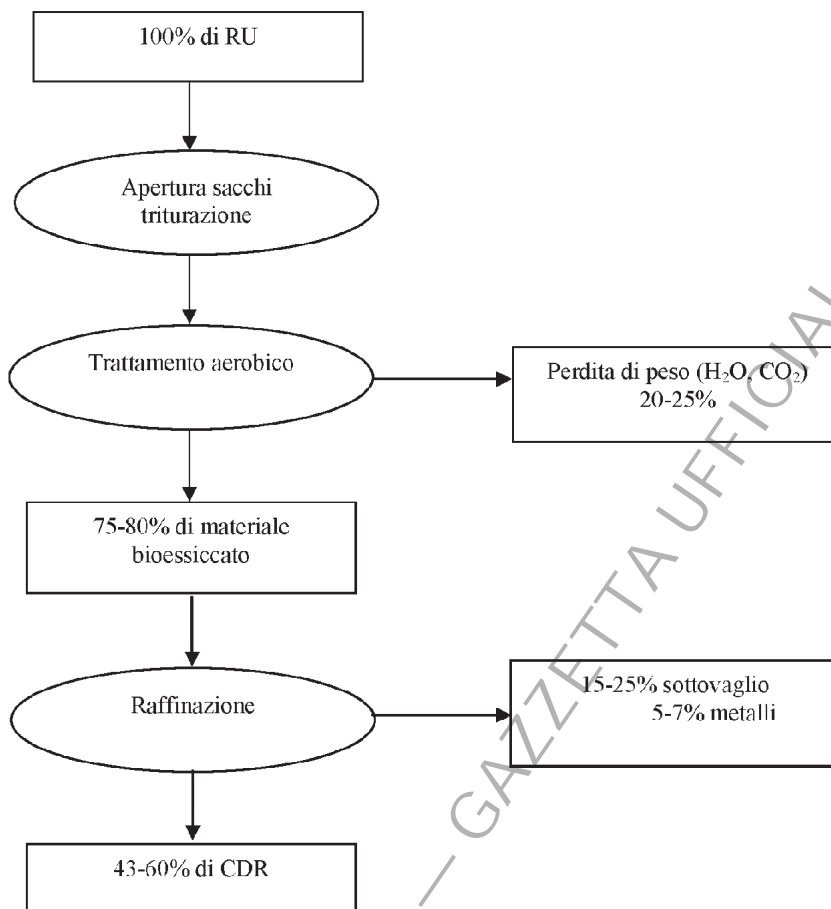 100% di RU
Apertura sacchi
triturazione
Trattamento aerobico
Perdita di peso (H₂O, CO₂)
20-25%
75-80% di materiale
bioessiccato
Raffinazione
15-25% sottovaglio
5-7% metalli
43-60% di CDR
— GAZZETTA